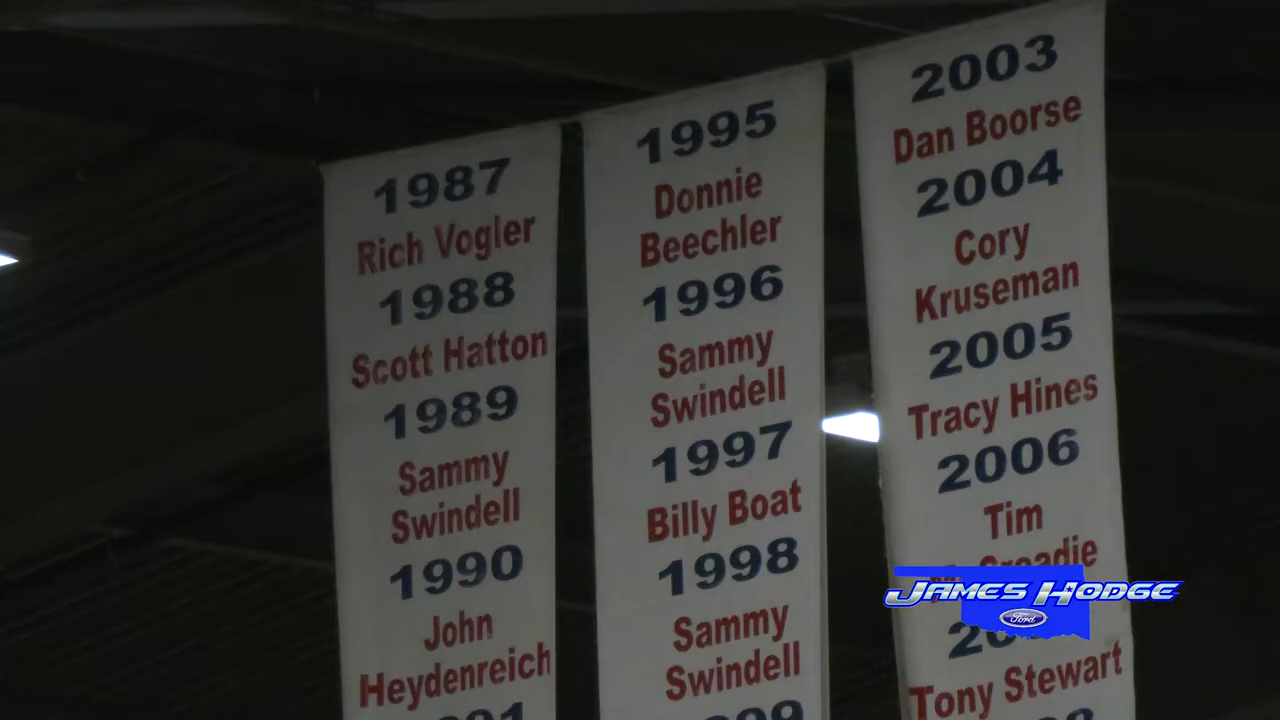 1987
Rich Vogler
1988
Scott Hatton
1989
Sammy
Swindell
1990
John
Heydenreich
1995
Donnie
Beechler
1996
Sammy
Swindell
1997
Billy Boat
1998
Sammy
Swindell
2003
Dan Boorse
2004
Cory
Kruseman
2005
Tracy Hines
2006
Tim
Tony Stewart
JAMES HODGE
Ford